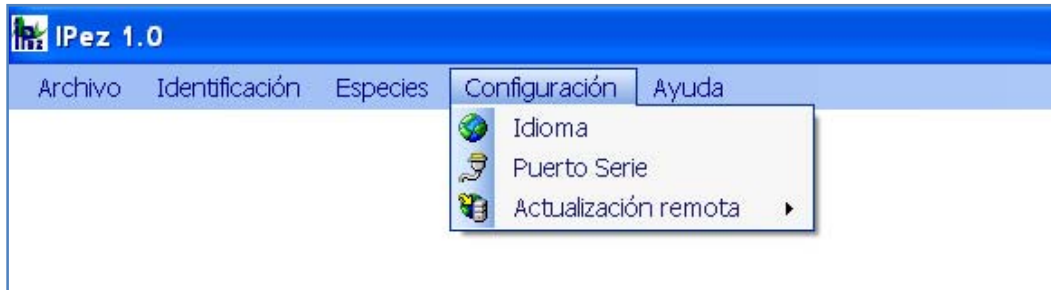 IPez 1.0
Archivo Identificación Especies Configuración Ayuda
Idioma
Puerto Serie
Actualización remota